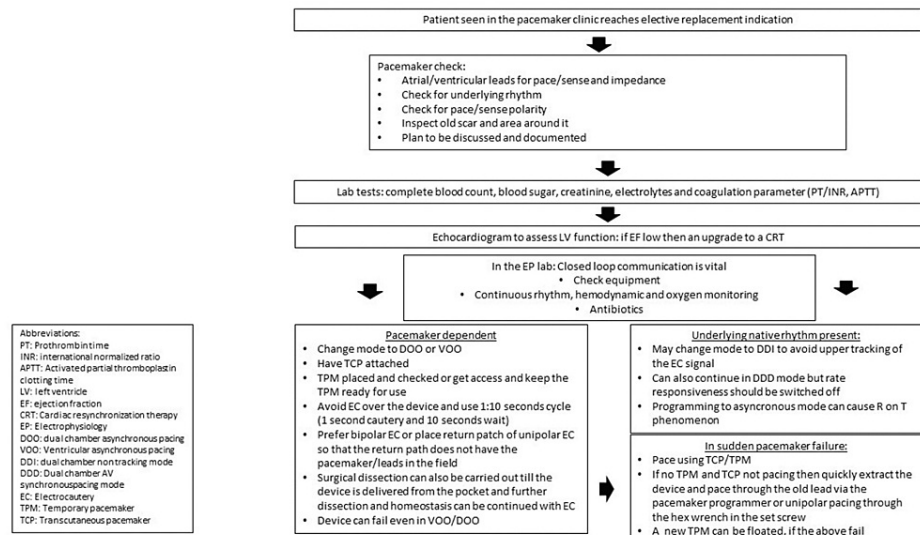 Patient seen in the pacemaker clinic reaches elective replacement indication
Pacemaker check:
• Atrial/ventricular leads for pace/sense and impedance
• Check for underlying rhythm
• Check for pace/sense polarity
• Inspect old scar and area around it
• Plan to be discussed and documented
Lab tests: complete blood count, blood sugar, creatinine, electrolytes and coagulation parameter (PT/INR, APTT)
Echocardiogram to assess LV function: if EF low then an upgrade to a CRT
In the EP lab: Closed loop communication is vital
• Check equipment
• Continuous rhythm, hemodynamic and oxygen monitoring
• Antibiotics
Abbreviations:
PT: Prothrombin time
INR: international normalized ratio
APTT: Activated partial thromboplastin
clotting time
LV: left ventricle
EF: ejection fraction
CRT: Cardiac resynchronization therapy
EP: Electrophysiology
DOO: dual chamber asynchronous pacing
VOO: Ventricular asynchronous pacing
DDI: dual chamber non tracking mode
DDD: Dual chamber AV
synchronous pacing mode
EC: Electrocautery
TPM: Temporary pacemaker
TCP: Transcutaneous pacemaker
Pacemaker dependent
• Change mode to DOO or VOO
• Have TCP attached
• TPM placed and checked or get access and keep the
TPM ready for use
• Avoid EC over the device and use 1:10 seconds cycle
(1 second cautery and 10 seconds wait)
• Prefer bipolar EC or place return patch of unipolar EC
so that the return path does not have the
pacemaker/leads in the field
• Surgical dissection can also be carried out till the
device is delivered from the pocket and further
dissection and homeostasis can be continued with EC
• Device can fail even in VOO/DOO
Underlying native rhythm present:
• May change mode to DDI to avoid upper tracking of
the EC signal
• Can also continue in DDD mode but rate
responsiveness should be switched off
• Programming to asyncronous mode can cause R on T
phenomenon
In sudden pacemaker failure:
• Pace using TCP/TPM
• If no TPM and TCP not pacing then quickly extract the
device and pace through the old lead via the
pacemaker programmer or unipolar pacing through
the hex wrench in the set screw
• A new TPM can be floated, if the above fail